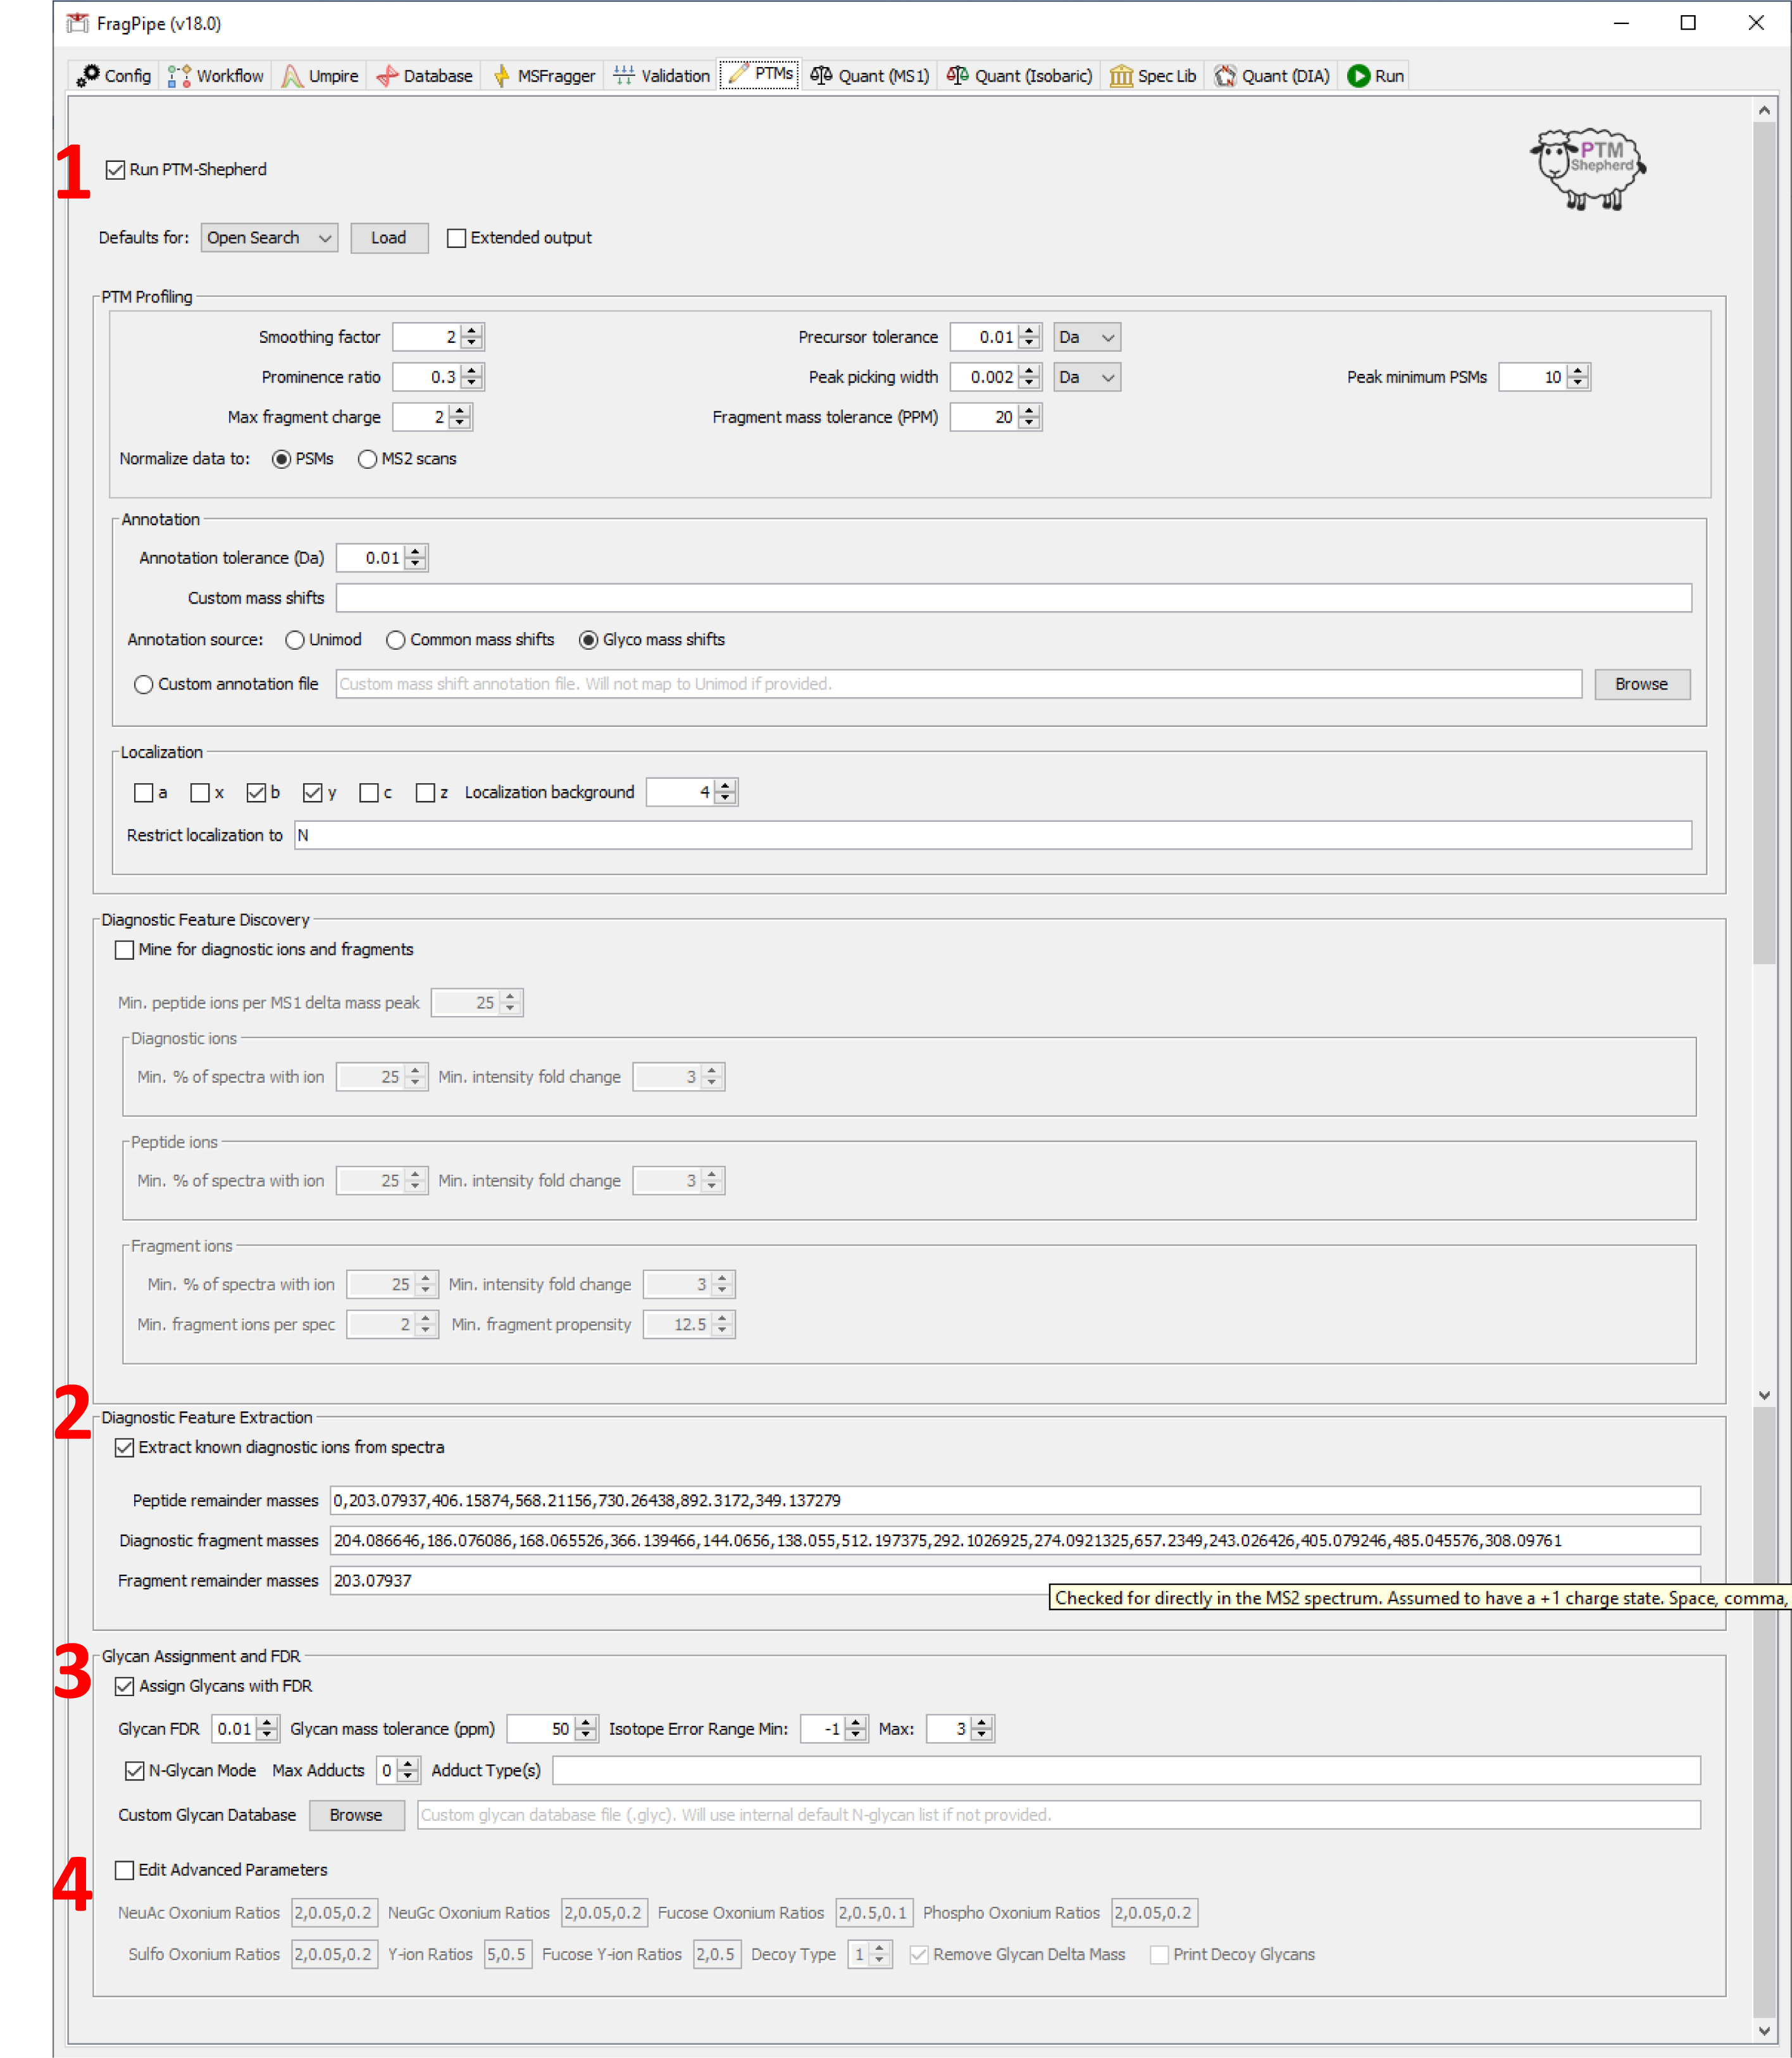 FragPipe (v18.0)
Config Workflow Umpire Database MSFragger Validation PTMs Quant (MS1) Quant (Isobaric) Spec Lib Quant (DIA) Run
PTM
Shepherd
1 Run PTM-Shepherd
Defaults for: Open Search Load Extended output
PTM Profiling
Smoothing factor 2 Precursor tolerance 0.01 Da
Prominence ratio 0.3 Peak picking width 0.002 Da Peak minimum PSMs 10
Max fragment charge 2 Fragment mass tolerance (PPM) 20
Normalize data to: PSMs MS2 scans
Annotation
Annotation tolerance (Da) 0.01
Custom mass shifts
Annotation source: Unimod Common mass shifts Glyco mass shifts
Custom annotation file Custom mass shift annotation file. Will not map to Unimod if provided. Browse
Localization
a x b y c z Localization background 4
Restrict localization to N
Diagnostic Feature Discovery
Mine for diagnostic ions and fragments
Min. peptide ions per MS1 delta mass peak 25
Diagnostic ions
Min. % of spectra with ion 25 Min. intensity fold change 3
Peptide ions
Min. % of spectra with ion 25 Min. intensity fold change 3
Fragment ions
Min. % of spectra with ion 25 Min. intensity fold change 3
Min. fragment ions per spec 2 Min. fragment propensity 12.5
2 Diagnostic Feature Extraction
Extract known diagnostic ions from spectra
Peptide remainder masses 0,203.07937,406.15874,568.21156,730.26438,892.3172,349.137279
Diagnostic fragment masses 204.086646,186.076086,168.065526,366.139466,144.0656,138.055,512.197375,292.1026925,274.0921325,657.2349,243.026426,405.079246,485.045576,308.09761
Fragment remainder masses 203.07937
Checked for directly in the MS2 spectrum. Assumed to have a +1 charge state. Space, comma,
3 Glycan Assignment and FDR
Assign Glycans with FDR
Glycan FDR 0.01 Glycan mass tolerance (ppm) 50 Isotope Error Range Min: -1 Max: 3
N-Glycan Mode Max Adducts 0 Adduct Type(s)
Custom Glycan Database Browse Custom glycan database file (.glyc). Will use internal default N-glycan list if not provided.
4 Edit Advanced Parameters
NeuAc Oxonium Ratios 2,0.05,0.2 NeuGc Oxonium Ratios 2,0.05,0.2 Fucose Oxonium Ratios 2,0.5,0.1 Phospho Oxonium Ratios 2,0.05,0.2
Sulfo Oxonium Ratios 2,0.05,0.2 Y-ion Ratios 5,0.5 Fucose Y-ion Ratios 2,0.5 Decoy Type 1 Remove Glycan Delta Mass Print Decoy Glycans